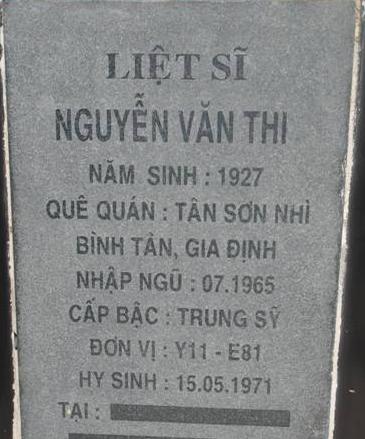 LIỆT SĨ
NGUYỄN VĂN THI
NĂM SINH : 1927
QUÊ QUÁN : TÂN SƠN NHÌ
BÌNH TÂN, GIA ĐỊNH
NHẬP NGŨ : 07.1965
CẤP BẬC : TRUNG SỸ
ĐƠN VỊ : Y11 - E81
HY SINH : 15.05.1971
TẠI :